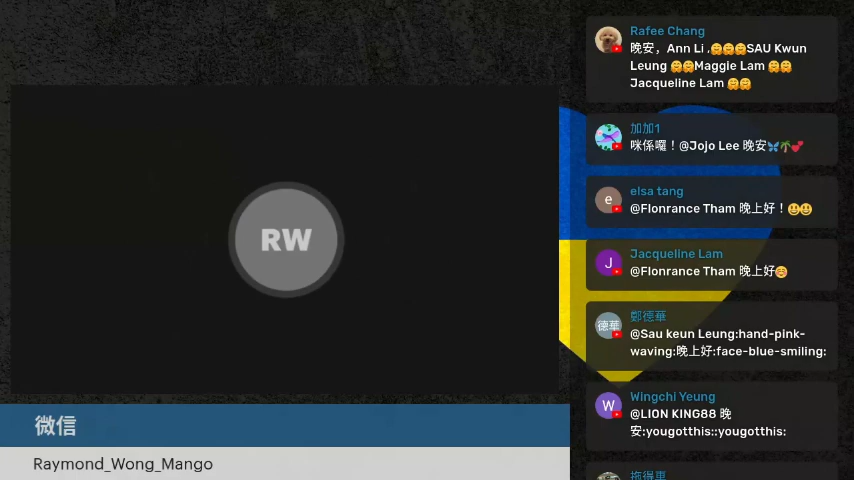 RW
微信
Raymond_Wong_Mango
Rafee Chang
晚安，Ann Li ,🤗🤗🤗SAU Kwun
Leung 🤗🤗Maggie Lam 🤗🤗
Jacqueline Lam 🤗🤗
加加1
咪係囉！@Jojo Lee 晚安🦋🌴💕
elsa tang
e
@Flonrance Tham 晚上好！😃😃
Jacqueline Lam
J
@Flonrance Tham 晚上好☺️
鄭德華
德華
@Sau keun Leung:hand-pink-
waving:晚上好:face-blue-smiling:
Wingchi Yeung
W
@LION KING88 晚
安:yougotthis::yougotthis: